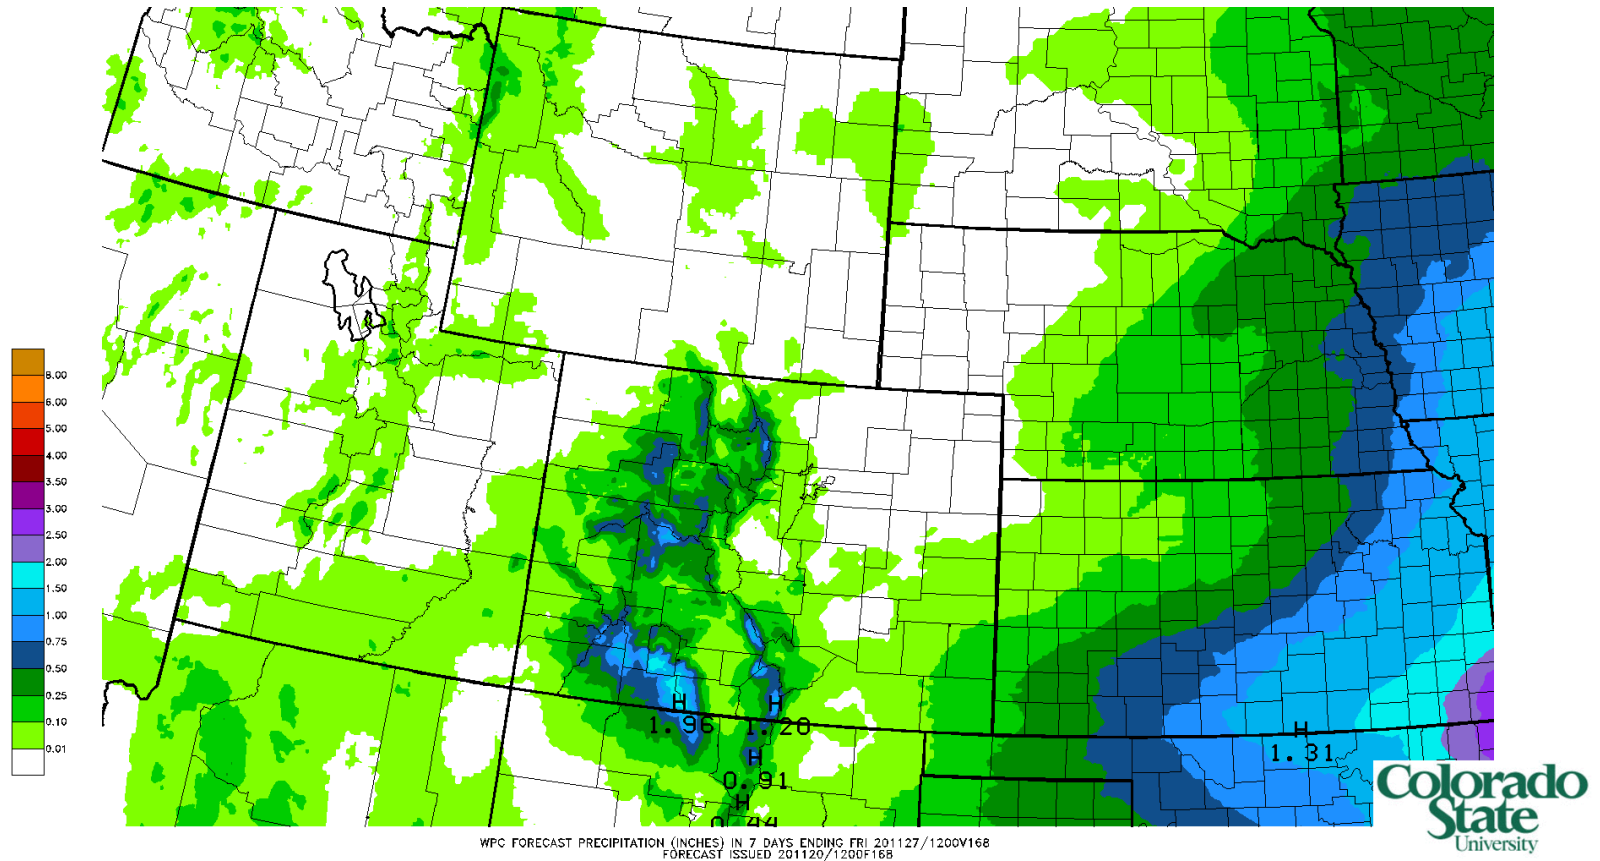 8.00
6.00
5.00
4.00
3.50
3.00
2.50
2.00
1.50
1.00
0.75
0.50
0.25
0.10
0.01
H
1.96
H
1.20
H
0.91
H
0.44
H
1.31
Colorado
State
University
WPC FORECAST PRECIPITATION (INCHES) IN 7 DAYS ENDING FRI 201127/1200V168
FORECAST ISSUED 201120/1200F168